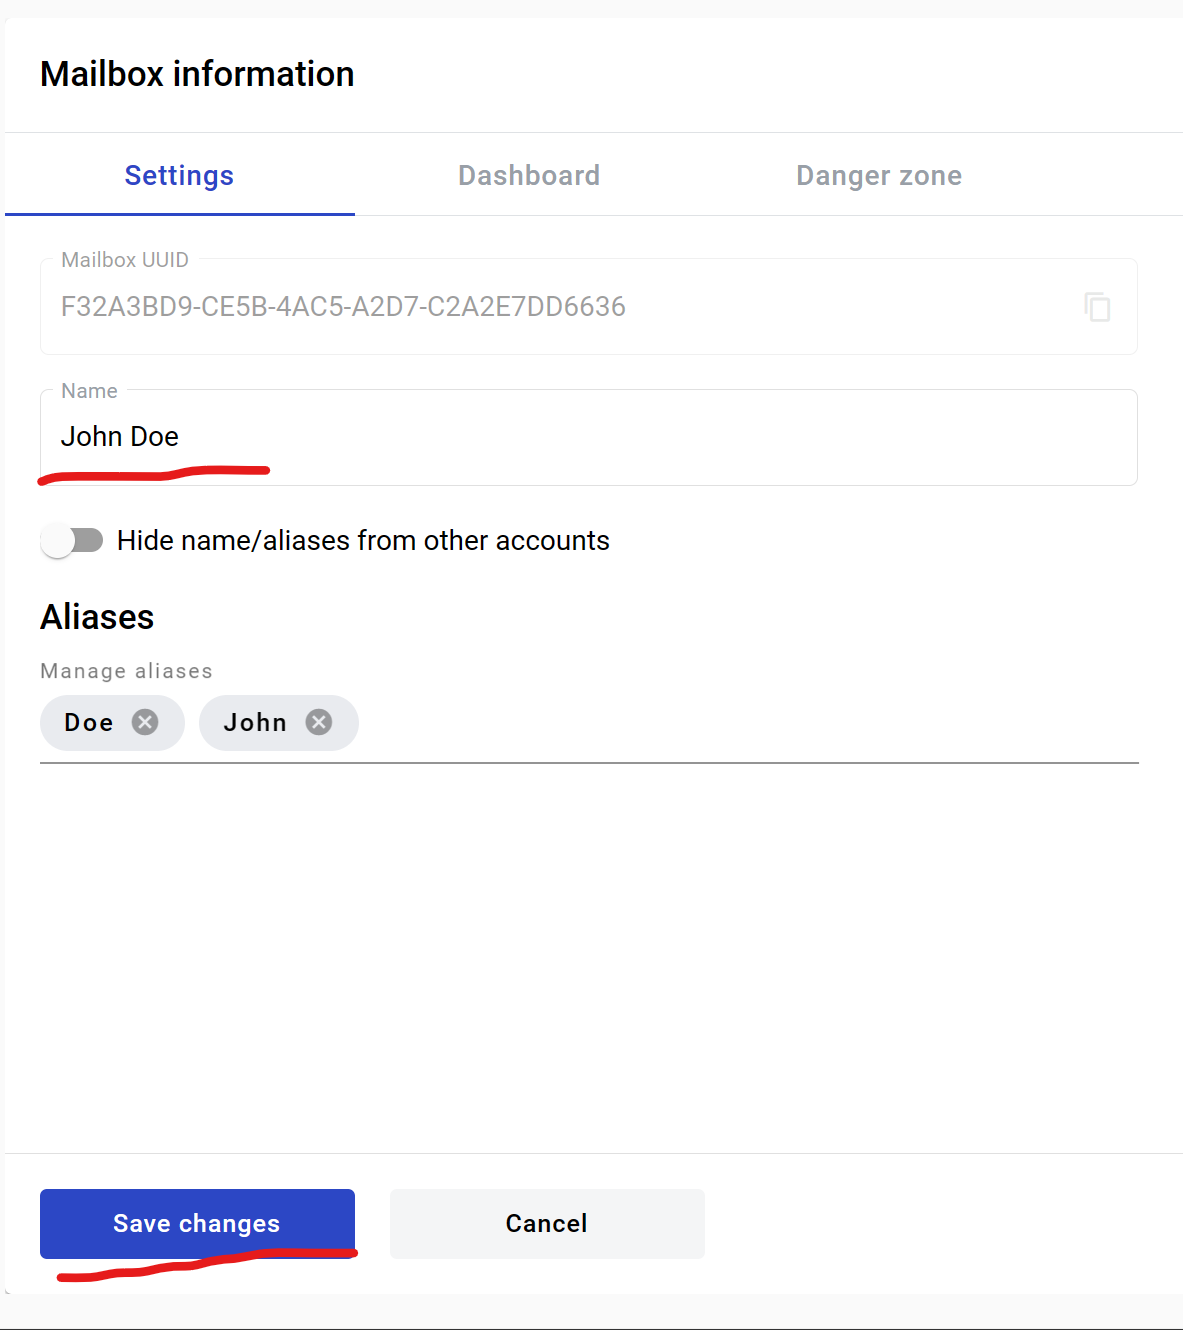 Mailbox information
Settings Dashboard Danger zone
Mailbox UUID
F32A3BD9-CE5B-4AC5-A2D7-C2A2E7DD6636
Name
John Doe
Hide name/aliases from other accounts
Aliases
Manage aliases
Doe John
Save changes Cancel